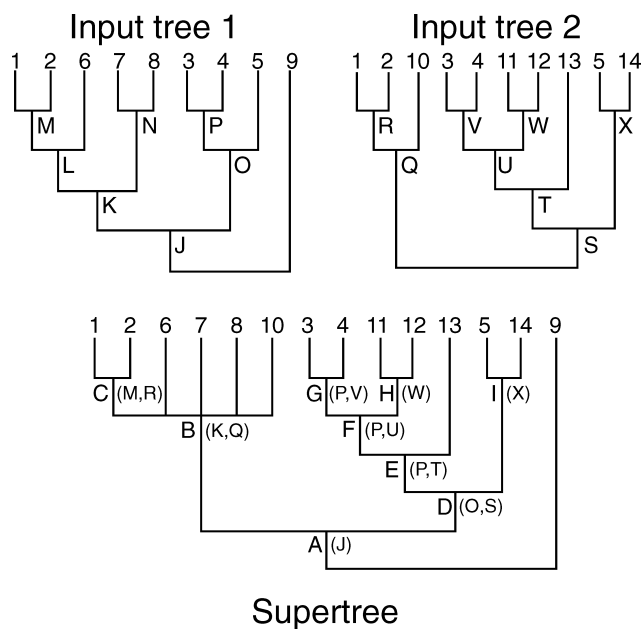 Input tree 1
Input tree 2
1 2 6 7 8 3 4 5 9
1 2 10 3 4 11 12 13 5 14
M N P
R V W X
L O
Q U
K
T
J
S
1 2 6 7 8 10 3 4 11 12 13 5 14 9
C (M,R) G (P,V) H (W) I (X)
B (K,Q) F (P,U)
E (P,T)
D (O,S)
A (J)
Supertree